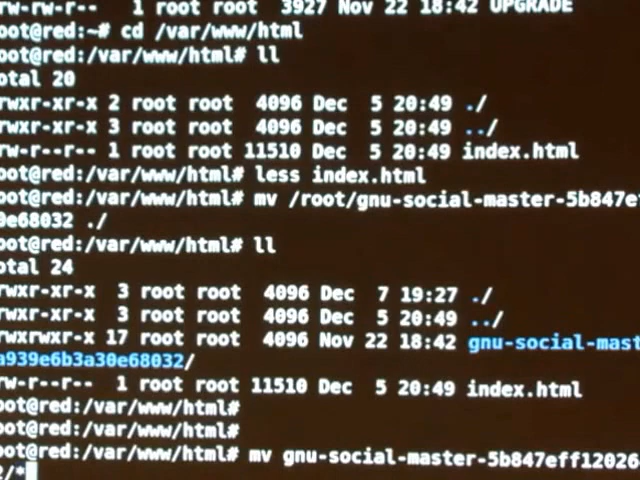 rw-rw-r-- 1 root root 3927 Nov 22 18:42 UPGRADE
oot@red:~# cd /var/www/html
oot@red:/var/www/html# ll
otal 20
rwxr-xr-x 2 root root 4096 Dec 5 20:49 ./
rwxr-xr-x 3 root root 4096 Dec 5 20:49 ../
rw-r--r-- 1 root root 11510 Dec 5 20:49 index.html
oot@red:/var/www/html# less index.html
oot@red:/var/www/html# mv /root/gnu-social-master-5b847ef
0e68032 ./
oot@red:/var/www/html# ll
otal 24
rwxr-xr-x 3 root root 4096 Dec 7 19:27 ./
rwxr-xr-x 3 root root 4096 Dec 5 20:49 ../
rwxrwxr-x 17 root root 4096 Nov 22 18:42 gnu-social-mast
a939e6b3a30e68032/
rw-r--r-- 1 root root 11510 Dec 5 20:49 index.html
oot@red:/var/www/html#
oot@red:/var/www/html#
oot@red:/var/www/html# mv gnu-social-master-5b847eff12026
2/*